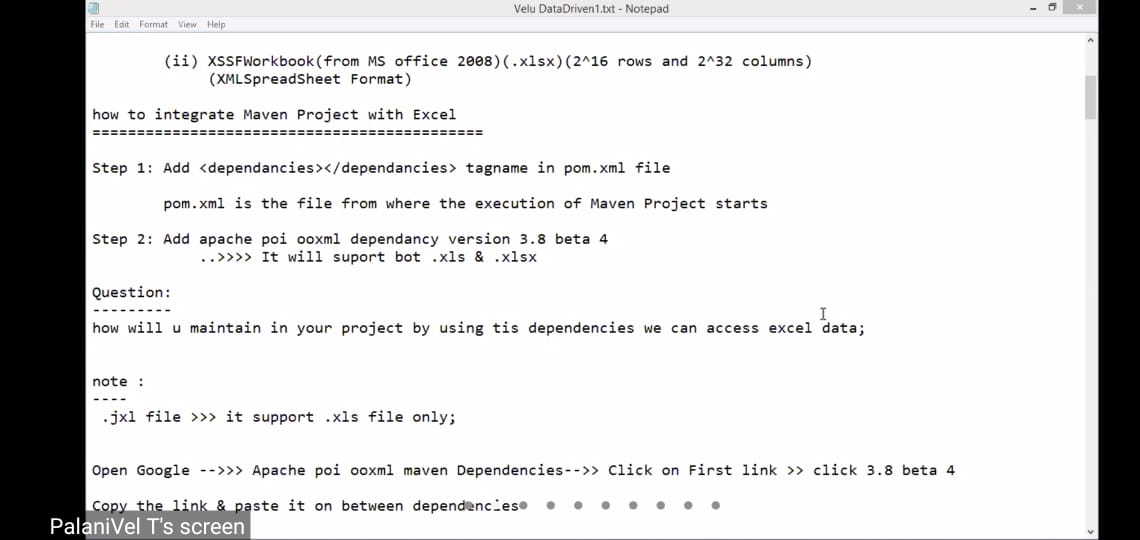 Velu DataDriven1.txt - Notepad
File Edit Format View Help
(ii) XSSFWorkbook(from MS office 2008)(.xlsx)(2^16 rows and 2^32 columns)
(XMLSpreadSheet Format)
how to integrate Maven Project with Excel
============================================
Step 1: Add <dependancies></dependancies> tagname in pom.xml file
pom.xml is the file from where the execution of Maven Project starts
Step 2: Add apache poi ooxml dependancy version 3.8 beta 4
..>>>> It will suport bot .xls & .xlsx
Question:
---------
how will u maintain in your project by using tis dependencies we can access excel data;
note :
----
.jxl file >>> it support .xls file only;
Open Google -->>> Apache poi ooxml maven Dependencies-->> Click on First link >> click 3.8 beta 4
Copy the link & paste it on between dependencies
PalaniVel T's screen